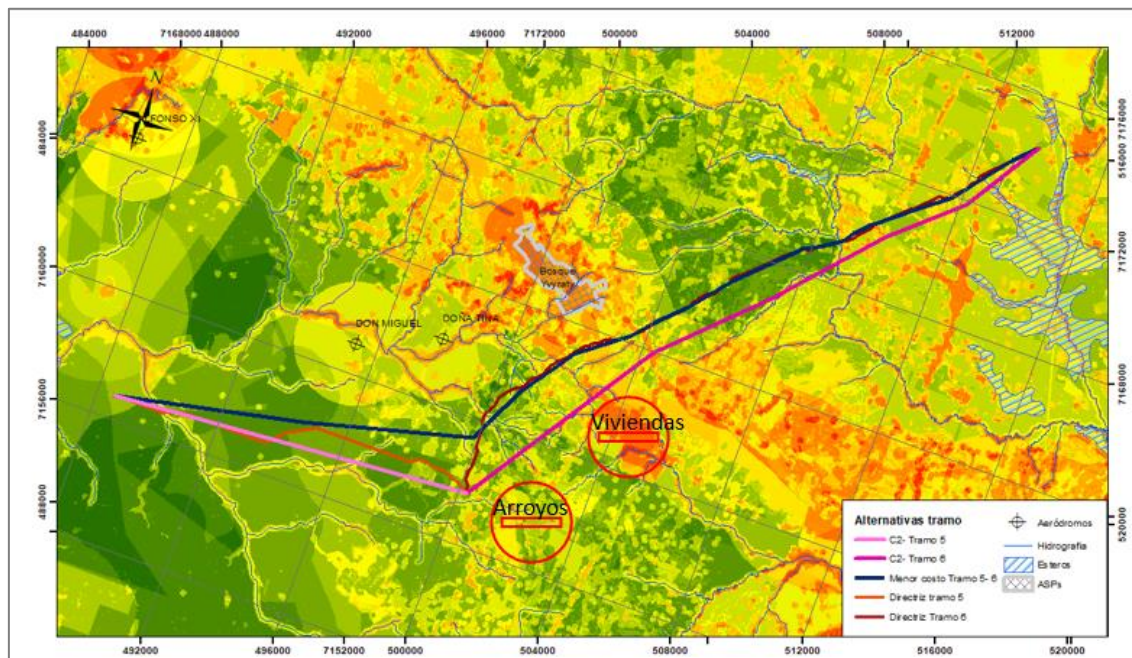 484000
7168000
488000
492000
496000
7172000
500000
504000
508000
512000
N
FONSO XI
484000
7176000
516000
Bosque
Yvyrate
7160000
7172000
DON MIGUEL
DOÑA TINA
7156000
7168000
Viviendas
Arroyos
488000
520000
Alternativas tramo
C2- Tramo 5
C2- Tramo 6
Menor costo Tramo 5- 6
Directriz tramo 5
Directriz Tramo 6
Aeródromos
Hidrografia
Esteros
ASPs
492000
496000
7152000
500000
504000
508000
512000
516000
520000